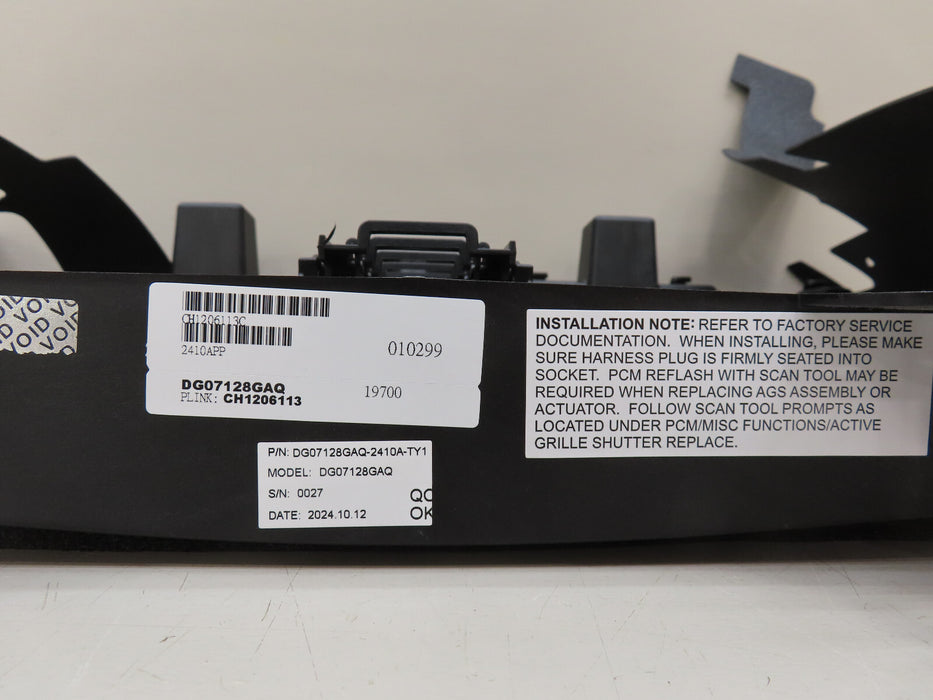 VOID VO
VOID
VOID
CH1206113C
2410APP
010299
DG07128GAQ
19700
PLINK: CH1206113
P/N: DG07128GAQ-2410A-TY1
MODEL: DG07128GAQ
S/N: 0027
QC
DATE: 2024.10.12
OK
INSTALLATION NOTE: REFER TO FACTORY SERVICE
DOCUMENTATION. WHEN INSTALLING, PLEASE MAKE
SURE HARNESS PLUG IS FIRMLY SEATED INTO
SOCKET. PCM REFLASH WITH SCAN TOOL MAY BE
REQUIRED WHEN REPLACING AGS ASSEMBLY OR
ACTUATOR. FOLLOW SCAN TOOL PROMPTS AS
LOCATED UNDER PCM/MISC FUNCTIONS/ACTIVE
GRILLE SHUTTER REPLACE.